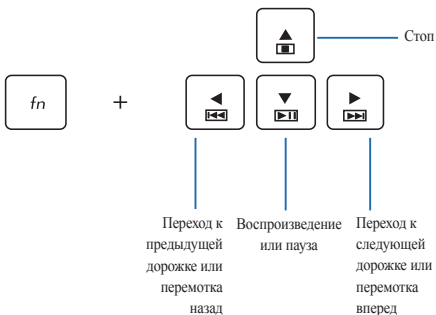 Стоп
fn
+
Переход к
предыдущей
дорожке или
перемотка
назад
Воспроизведение
или пауза
Переход к
следующей
дорожке или
перемотка
вперед